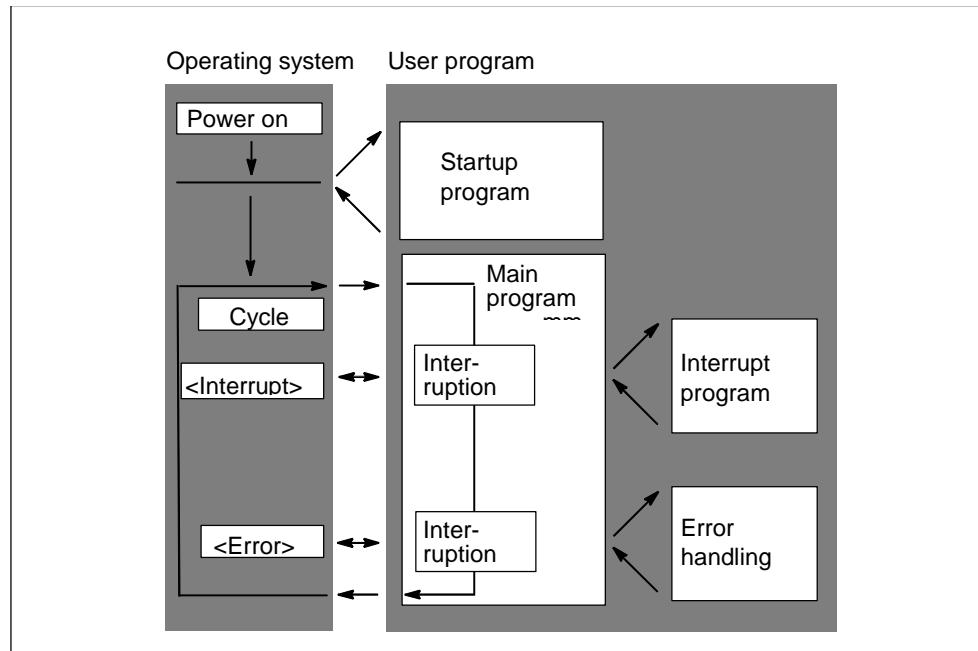 Operating system
User program
Power on
Startup
program
Main
program
Cycle
Inter-
ruption
<Interrupt>
Interrupt
program
Inter-
ruption
<Error>
Error
handling